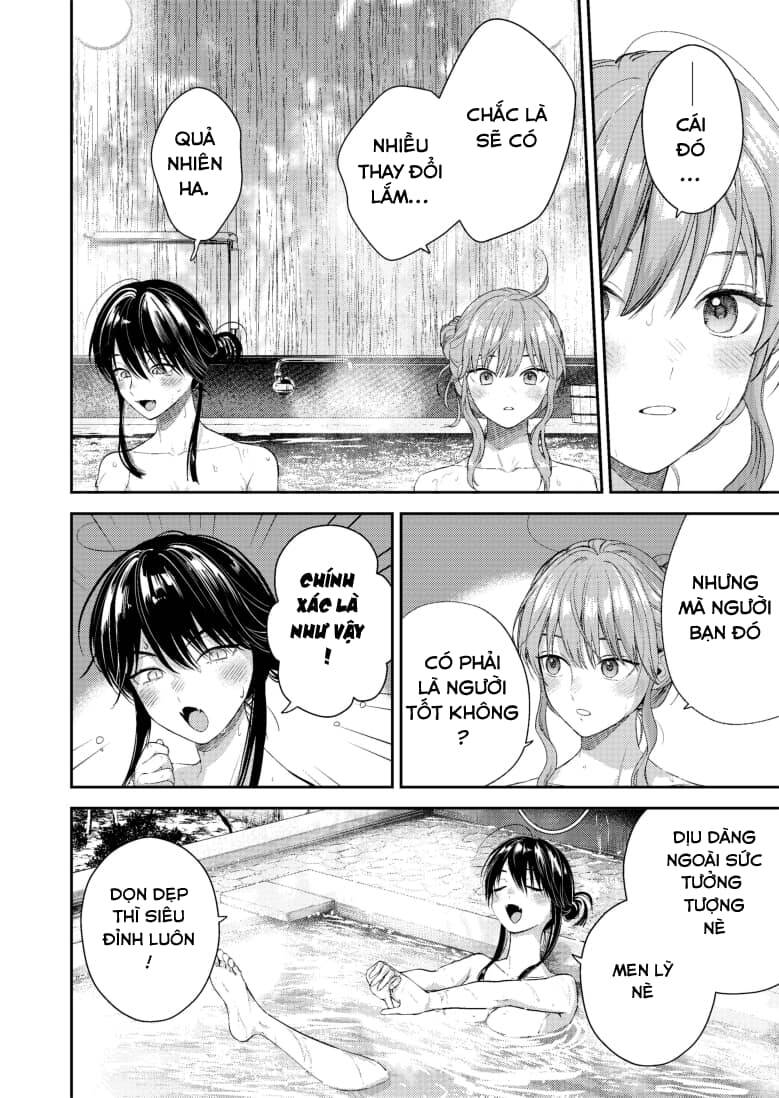 CÁI
ĐÓ
...
CHẮC LÀ
SẼ CÓ
NHIỀU
THAY ĐỔI
LẮM...
QUẢ
NHIÊN
HA.
NHƯNG
MÀ NGƯỜI
BẠN ĐÓ
CÓ PHẢI
LÀ NGƯỜI
TỐT KHÔNG
?
CHÍNH
XÁC LÀ
NHƯ VẬY
!
DỊU DÀNG
NGOÀI SỨC
TƯỞNG
TƯỢNG
NÈ
MEN LỲ
NÈ
DỌN DẸP
THÌ SIÊU
ĐỈNH LUÔN
!